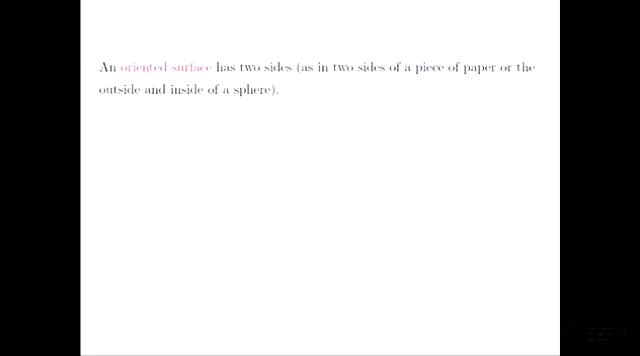 An oriented surface has two sides (as in two sides of a piece of paper or the
outside and inside of a sphere).